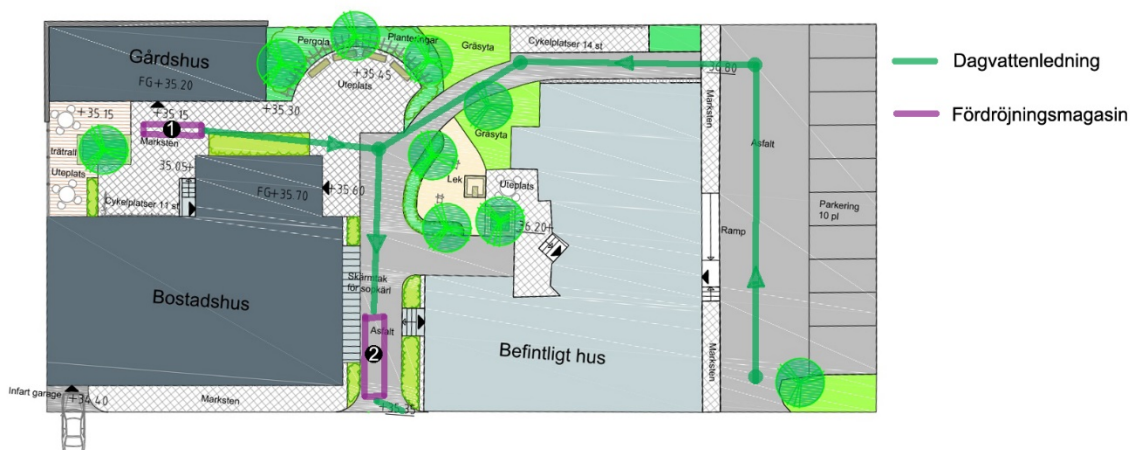 Cykelplatser 14 st
Pergola
Planteringar
Gräsyta
+35.45
Uteplats
Gårdshus
FG+35.20
+35.30
+35.15
+35.15
1
Marksten
trätrall
Uteplats
35.05+
Cykelplatser 11 st
FG+35.70
+35.60
Gräsyta
Lek
Uteplats
36.20+
36.80
Marksten
Asfalt
Parkering
10 pl
Ramp
Bostadshus
Skärmtak
för sopkärl
Asfalt
2
Befintligt hus
Marksten
Infart garage
+34.40
Marksten
+35.35
Dagvattenledning
Fördröjningsmagasin